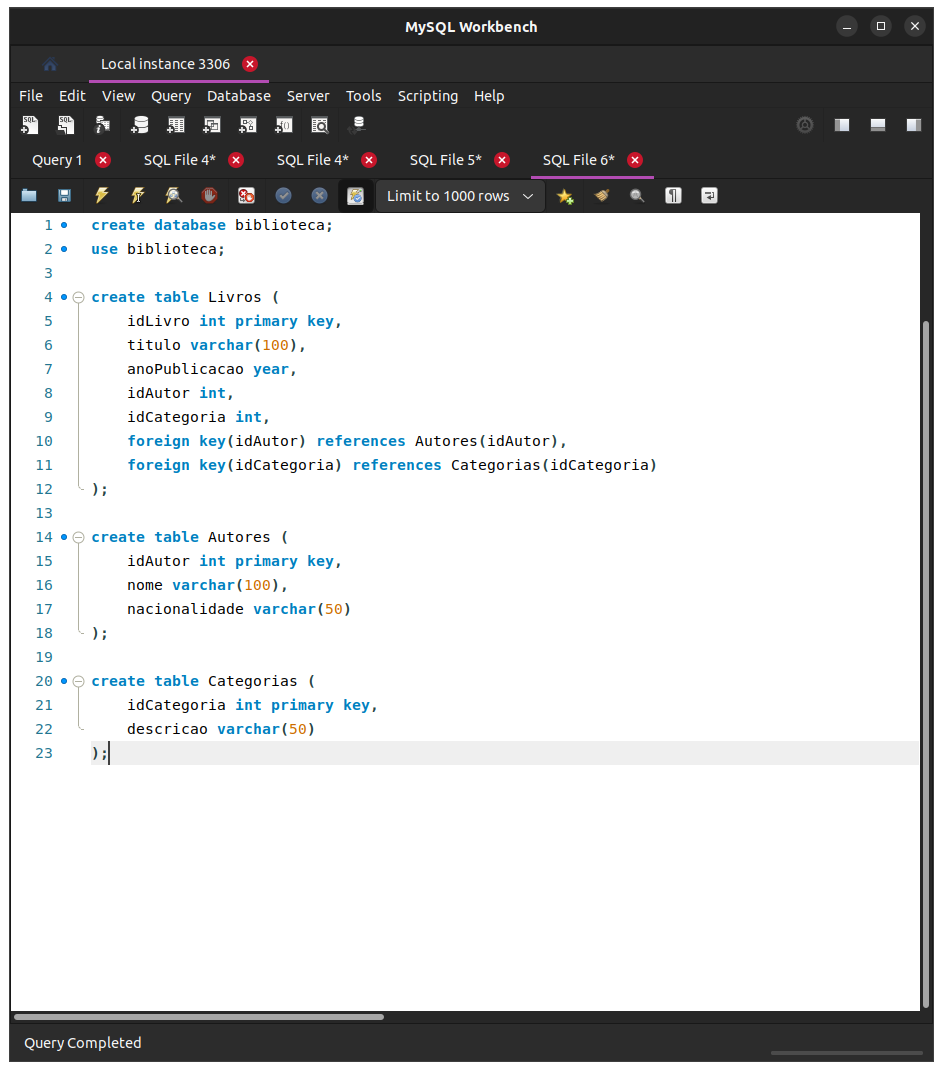 MySQL Workbench
Local instance 3306
File Edit View Query Database Server Tools Scripting Help
Query 1 SQL File 4* SQL File 4* SQL File 5* SQL File 6*
Limit to 1000 rows
1 create database biblioteca;
2 use biblioteca;
3
4 create table Livros (
5 idLivro int primary key,
6 titulo varchar(100),
7 anoPublicacao year,
8 idAutor int,
9 idCategoria int,
10 foreign key(idAutor) references Autores(idAutor),
11 foreign key(idCategoria) references Categorias(idCategoria)
12 );
13
14 create table Autores (
15 idAutor int primary key,
16 nome varchar(100),
17 nacionalidade varchar(50)
18 );
19
20 create table Categorias (
21 idCategoria int primary key,
22 descricao varchar(50)
23 );
Query Completed